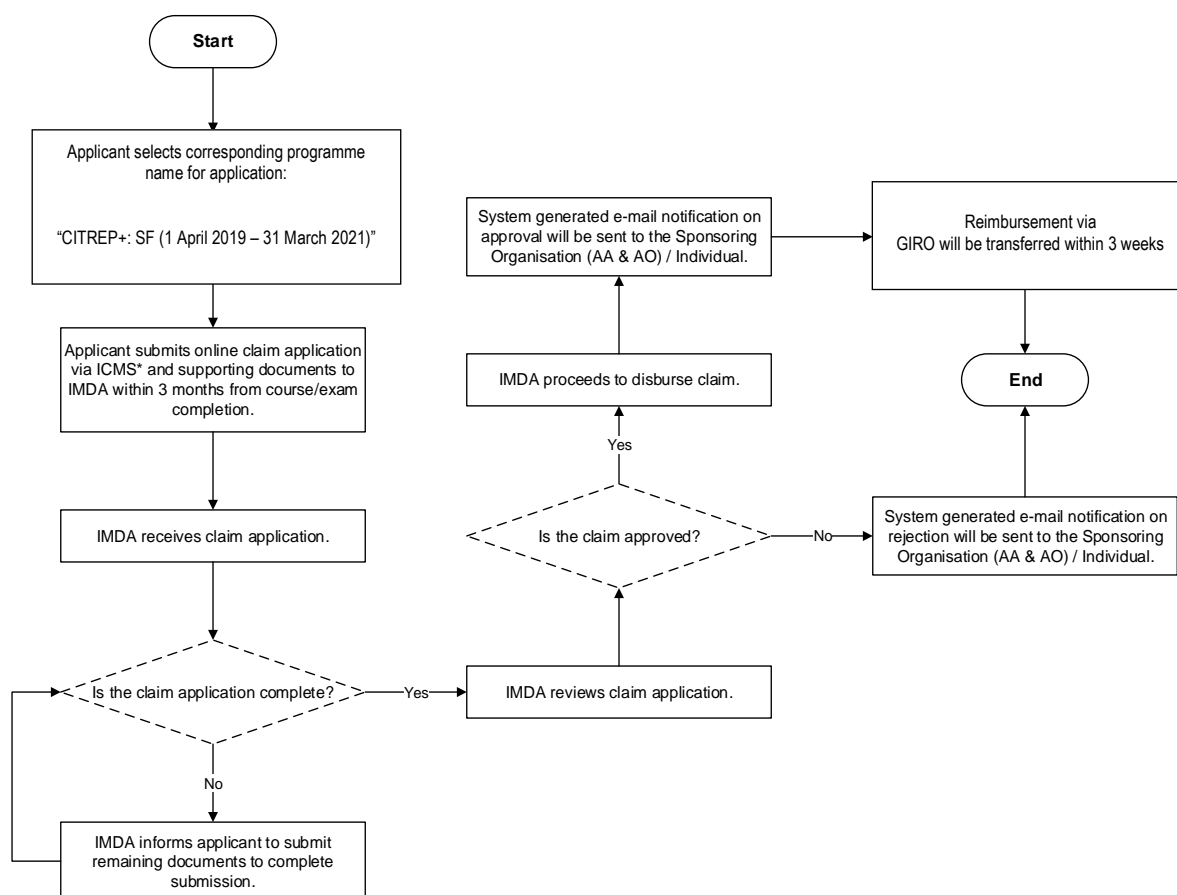 Start
Applicant selects corresponding programme
name for application:
“CITREP+: SF (1 April 2019 – 31 March 2021)”
Applicant submits online claim application
via ICMS* and supporting documents to
IMDA within 3 months from course/exam
completion.
IMDA receives claim application.
Is the claim application complete?
No
IMDA informs applicant to submit
remaining documents to complete
submission.
Yes
IMDA reviews claim application.
Is the claim approved?
Yes
IMDA proceeds to disburse claim.
System generated e-mail notification on
approval will be sent to the Sponsoring
Organisation (AA & AO) / Individual.
Reimbursement via
GIRO will be transferred within 3 weeks
No
System generated e-mail notification on
rejection will be sent to the Sponsoring
Organisation (AA & AO) / Individual.
End